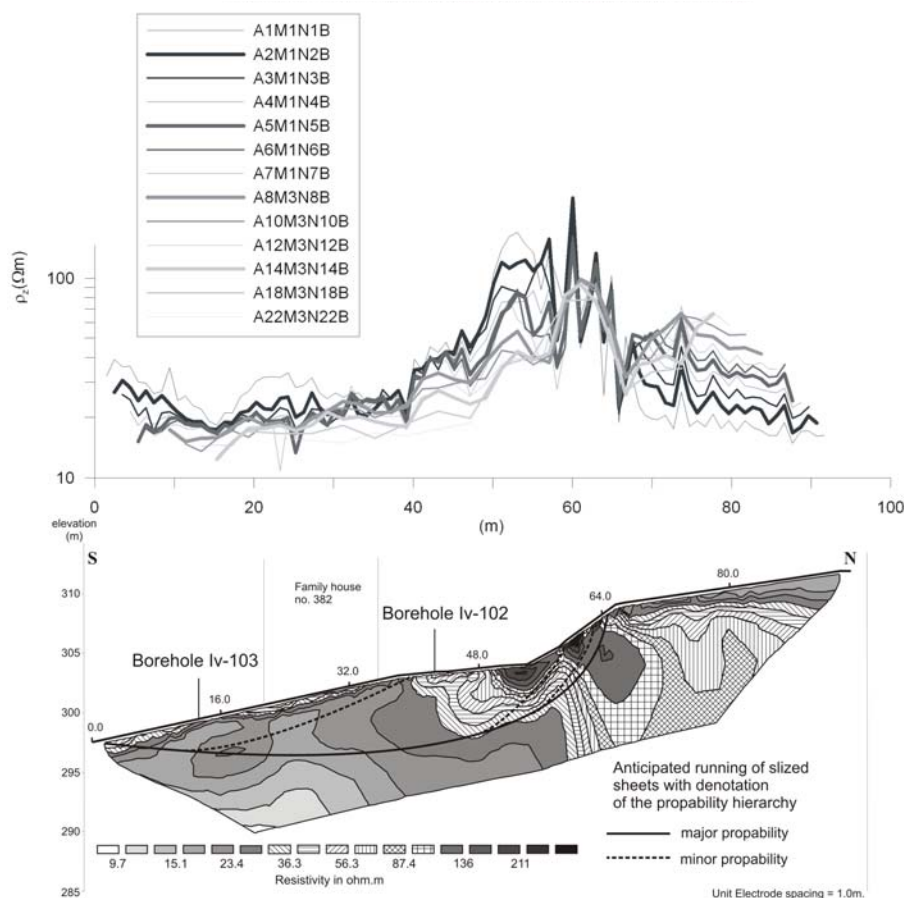 A1M1N1B
A2M1N2B
A3M1N3B
A4M1N4B
A5M1N5B
A6M1N6B
A7M1N7B
A8M3N8B
A10M3N10B
A12M3N12B
A14M3N14B
A18M3N18B
A22M3N22B
ρz(Ωm)
100
10
0 20 40 60 80 100
(m)
elevation
(m)
S N
310
305
300
295
290
285
Family house
no. 382
Borehole Iv-102
Borehole Iv-103
0.0 16.0 32.0 48.0 64.0 80.0
Anticipated running of slized
sheets with denotation
of the propability hierarchy
major propability
minor propability
9.7 15.1 23.4 36.3 56.3 87.4 136 211
Resistivity in ohm.m
Unit Electrode spacing = 1.0m.